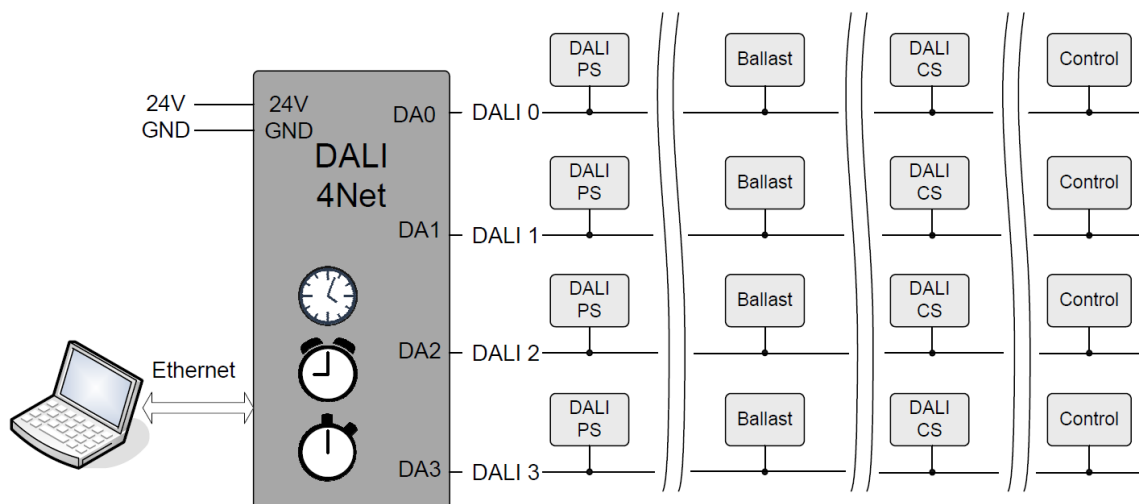 DALI
PS
Ballast
DALI
CS
Control
24V
24V
DA0
DALI 0
GND
GND
DALI
4Net
DALI
PS
Ballast
DALI
CS
Control
DA1
DALI 1
DALI
PS
Ballast
DALI
CS
Control
DA2
DALI 2
Ethernet
DALI
PS
Ballast
DALI
CS
Control
DA3
DALI 3